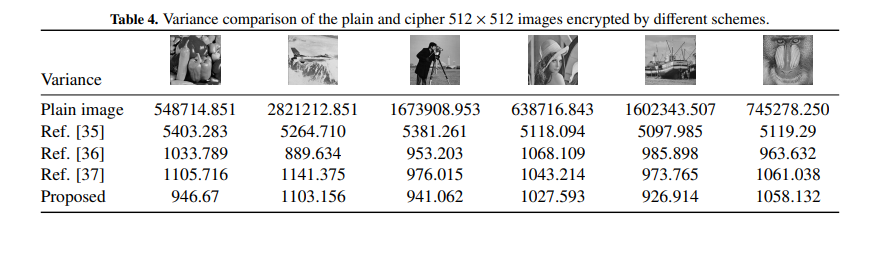 Table 4. Variance comparison of the plain and cipher 512 × 512 images encrypted by different schemes.
Variance
Plain image 548714.851 2821212.851 1673908.953 638716.843 1602343.507 745278.250
Ref. [35] 5403.283 5264.710 5381.261 5118.094 5097.985 5119.29
Ref. [36] 1033.789 889.634 953.203 1068.109 985.898 963.632
Ref. [37] 1105.716 1141.375 976.015 1043.214 973.765 1061.038
Proposed 946.67 1103.156 941.062 1027.593 926.914 1058.132